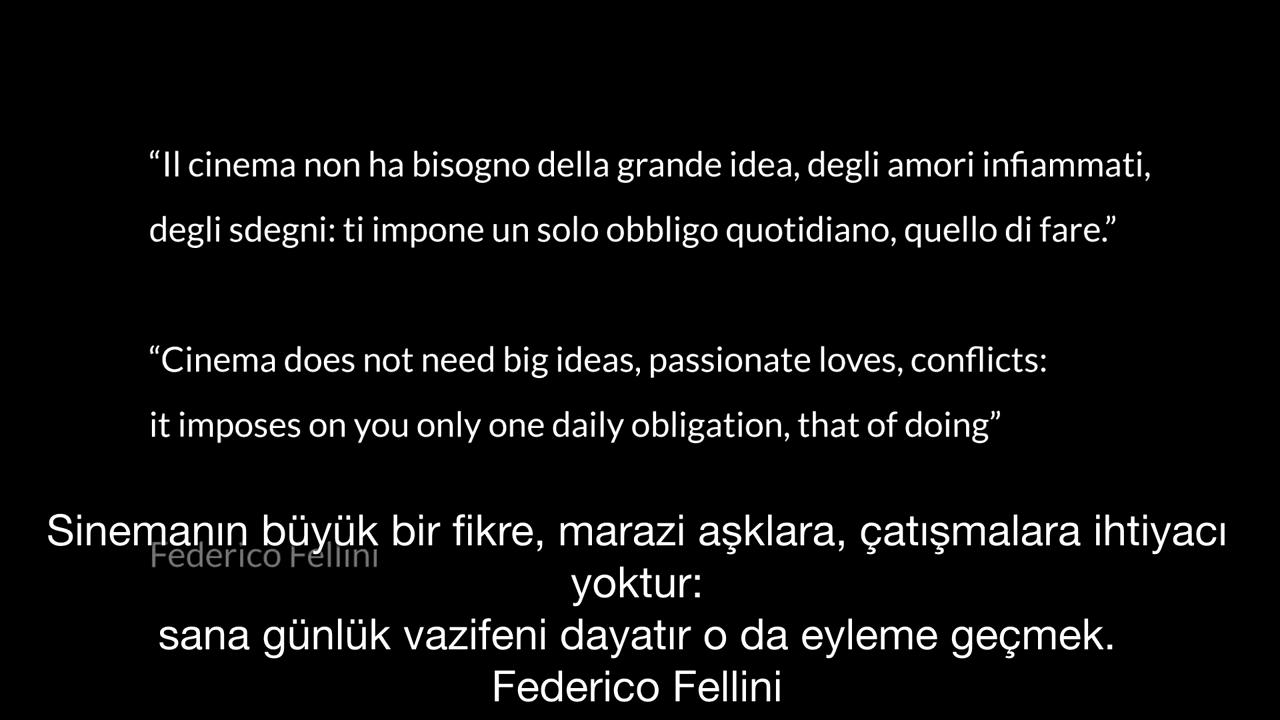 “Il cinema non ha bisogno della grande idea, degli amori infiammati,
degli sdegni: ti impone un solo obbligo quotidiano, quello di fare.”
“Cinema does not need big ideas, passionate loves, conflicts:
it imposes on you only one daily obligation, that of doing”
Federico Fellini
Sinemanın büyük bir fikre, marazi aşklara, çatışmalara ihtiyacı
yoktur:
sana günlük vazifeni dayatır o da eyleme geçmek.
Federico Fellini